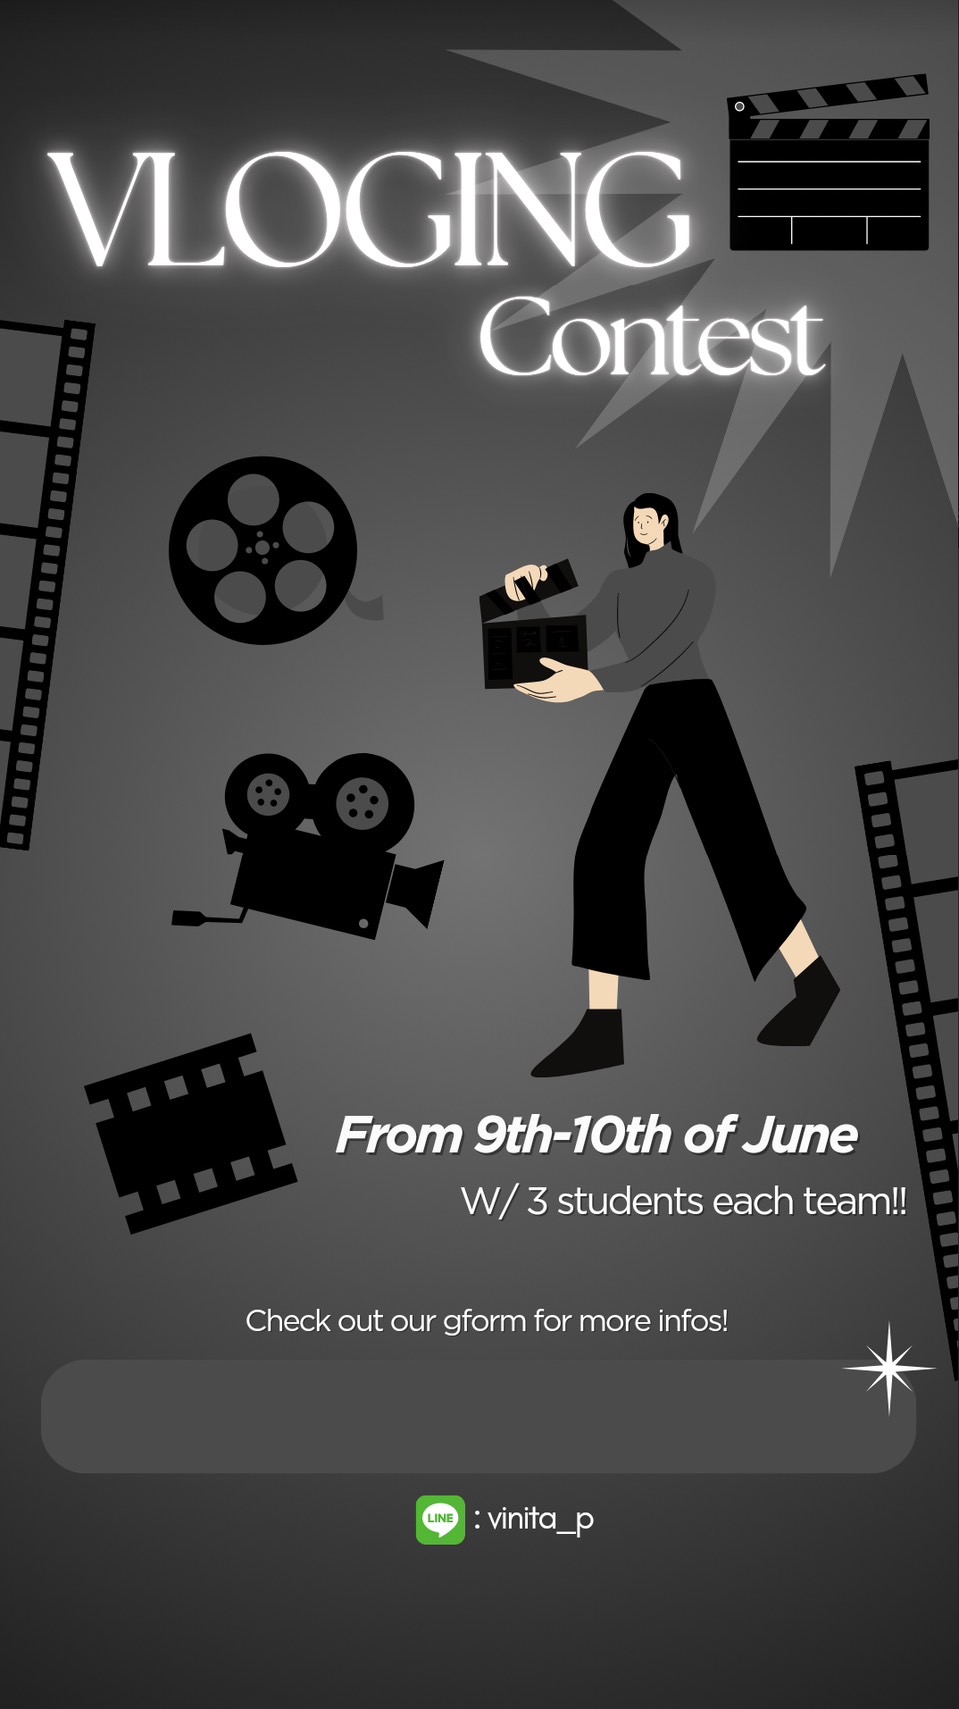 VLOGING
Contest
From 9th-10th of June
W/ 3 students each team!!
Check out our gform for more infos!
LINE : vinita_p